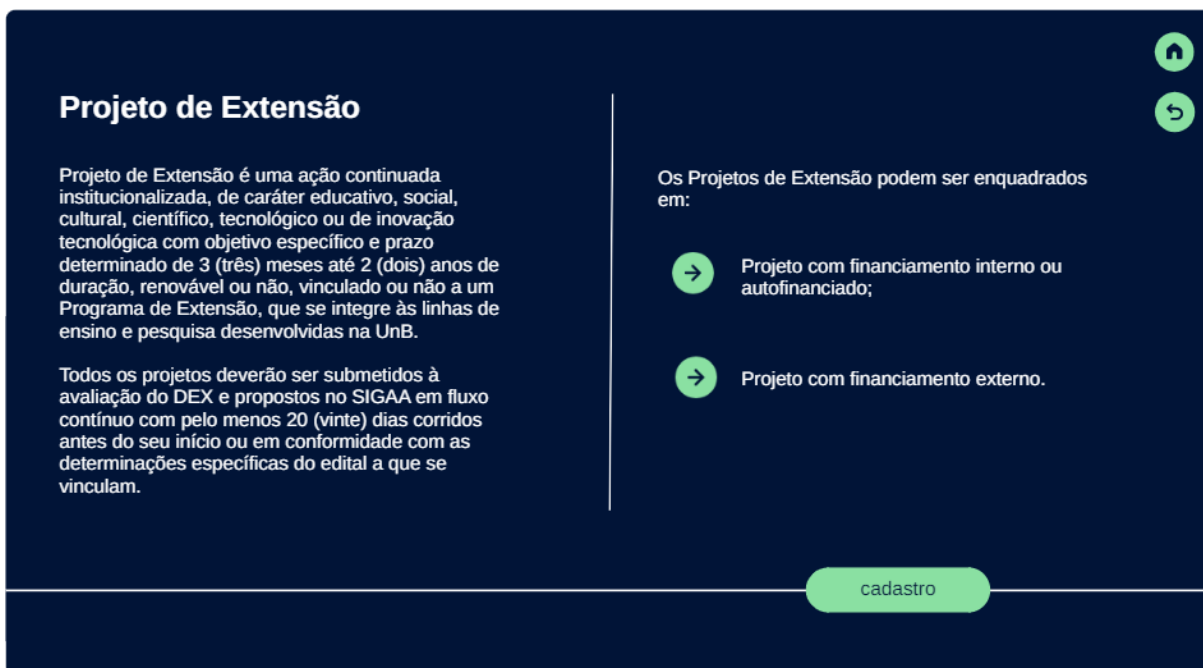 Projeto de Extensão
Projeto de Extensão é uma ação continuada
institucionalizada, de caráter educativo, social,
cultural, científico, tecnológico ou de inovação
tecnológica com objetivo específico e prazo
determinado de 3 (três) meses até 2 (dois) anos de
duração, renovável ou não, vinculado ou não a um
Programa de Extensão, que se integre às linhas de
ensino e pesquisa desenvolvidas na UnB.
Todos os projetos deverão ser submetidos à
avaliação do DEX e propostos no SIGAA em fluxo
contínuo com pelo menos 20 (vinte) dias corridos
antes do seu início ou em conformidade com as
determinações específicas do edital a que se
vinculam.
Os Projetos de Extensão podem ser enquadrados
em:
Projeto com financiamento interno ou
autofinanciado;
Projeto com financiamento externo.
cadastro